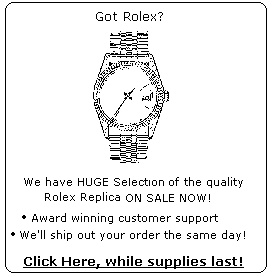 Got Rolex?
We have HUGE Selection of the quality
Rolex Replica ON SALE NOW!
• Award winning customer support
• We'll ship out your order the same day!
Click Here, while supplies last!